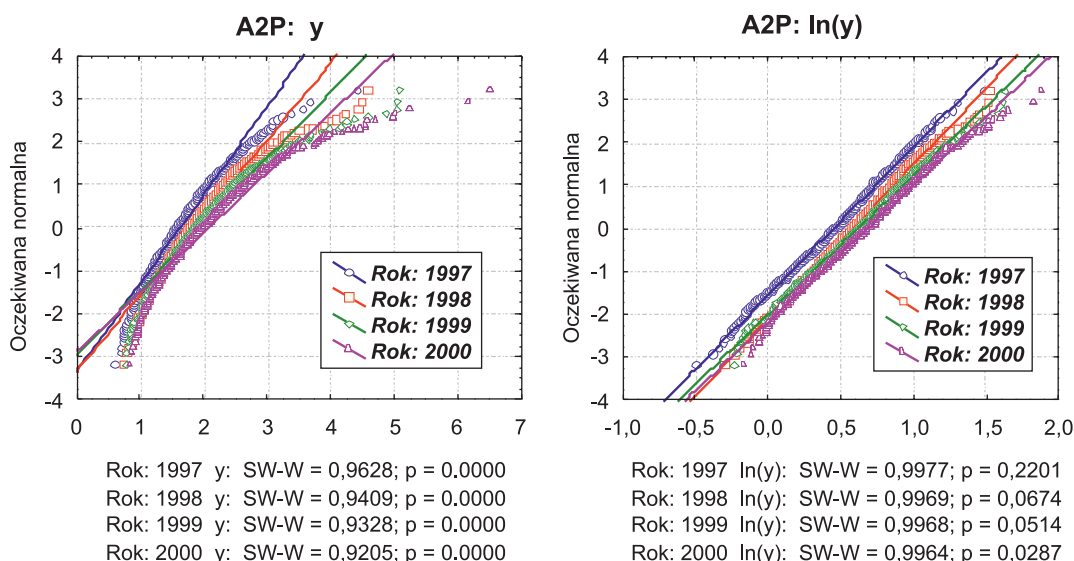 A2P: y
Oczekiwana normalna
4
3
2
1
0
-1
-2
-3
-4
0 1 2 3 4 5 6 7
Rok: 1997
Rok: 1998
Rok: 1999
Rok: 2000
Rok: 1997 y: SW-W = 0,9628; p = 0.0000
Rok: 1998 y: SW-W = 0,9409; p = 0.0000
Rok: 1999 y: SW-W = 0,9328; p = 0.0000
Rok: 2000 y: SW-W = 0,9205; p = 0.0000
A2P: ln(y)
Oczekiwana normalna
4
3
2
1
0
-1
-2
-3
-4
-1,0 -0,5 0,0 0,5 1,0 1,5 2,0
Rok: 1997
Rok: 1998
Rok: 1999
Rok: 2000
Rok: 1997 ln(y): SW-W = 0,9977; p = 0,2201
Rok: 1998 ln(y): SW-W = 0,9969; p = 0,0674
Rok: 1999 ln(y): SW-W = 0,9968; p = 0,0514
Rok: 2000 ln(y): SW-W = 0,9964; p = 0,0287